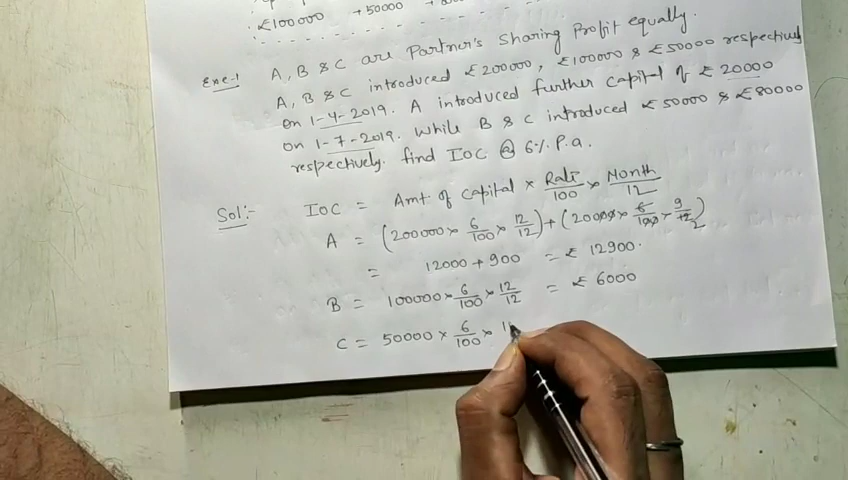 ₹100000 +50000
Exe-1 A, B & C are Partner's Sharing Profit equally.
A, B & C introduced ₹200000, ₹100000 & ₹50000 respectively
on 1-4-2019. A introduced further capital of ₹20000
on 1-7-2019. While B & C introduced ₹50000 & ₹80000
respectively. find IOC @ 6% P.a.
Sol:- IOC = Amt of capital × Rate/100 × Month/12
A = (200000 × 6/100 × 12/12) + (20000 × 6/100 × 9/12 2)
= 12000 + 900 = ₹ 12900.
B = 100000 × 6/100 × 12/12 = ₹ 6000
C = 50000 × 6/100 × 1